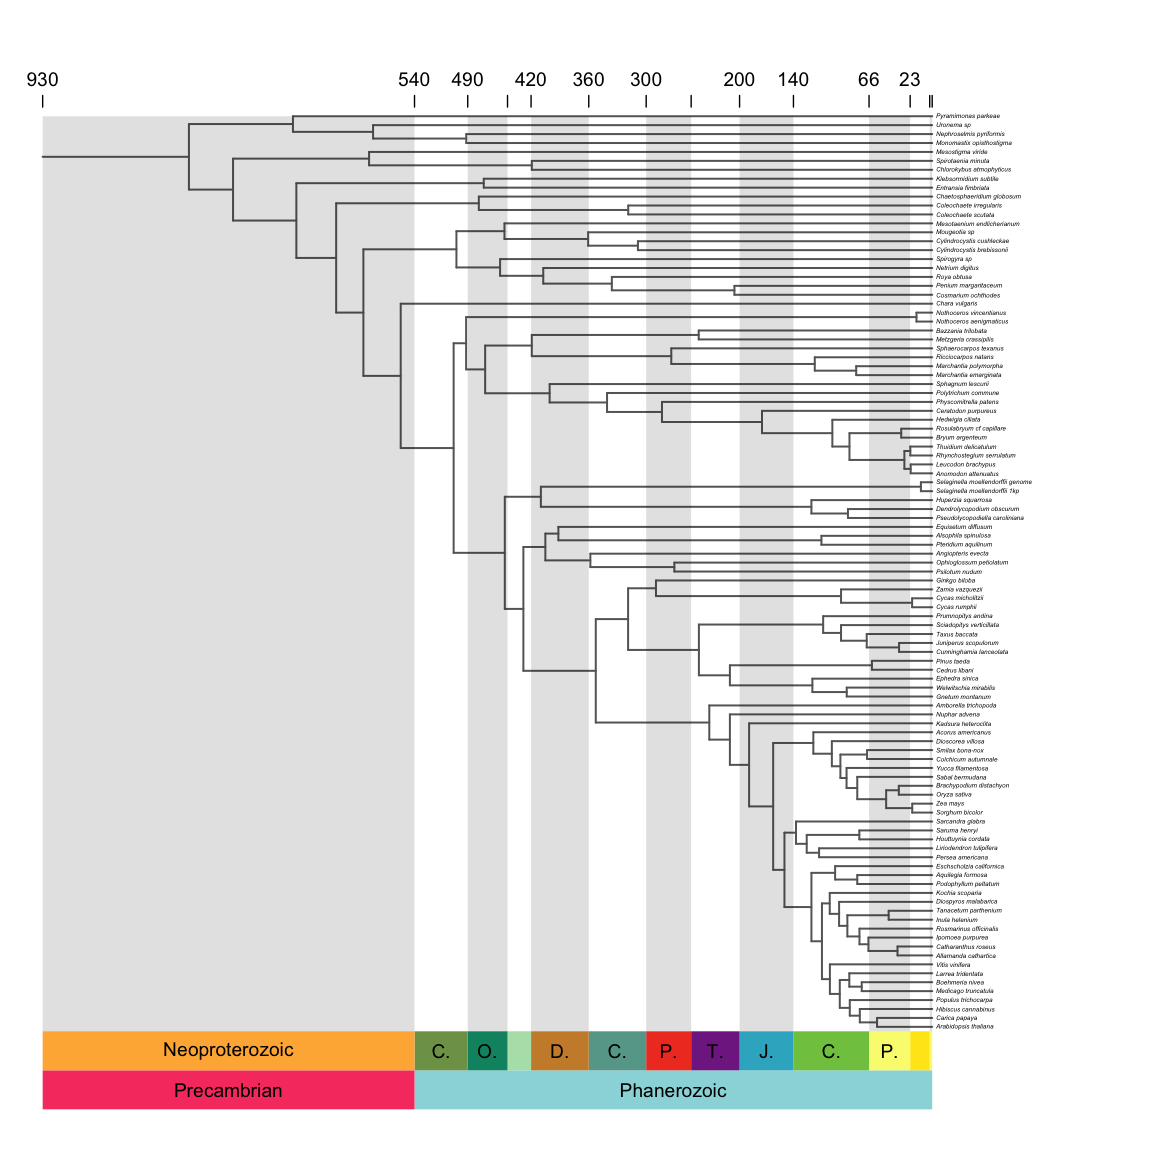 930 540 490 420 360 300 200 140 66 23
Pyramimonas parkeae
Uronema sp
Nephroselmis pyriformis
Monomastix opisthostigma
Mesostigma viride
Spirotaenia minuta
Chlorokybus atmophyticus
Klebsormidium subtile
Entransia fimbriata
Chaetosphaeridium globosum
Coleochaete irregularis
Coleochaete scutata
Mesotaenium endlicherianum
Mougeotia sp
Cylindrocystis cushleckae
Cylindrocystis brebissonii
Spirogyra sp
Netrium digitus
Roya obtusa
Penium margaritaceum
Cosmarium ochthodes
Chara vulgaris
Nothoceros vincentianus
Nothoceros aenigmaticus
Bazzania trilobata
Metzgeria crassipilis
Sphaerocarpos texanus
Ricciocarpos natans
Marchantia polymorpha
Marchantia emarginata
Sphagnum lescurii
Polytrichum commune
Physcomitrella patens
Ceratodon purpureus
Hedwigia ciliata
Rosulabryum cf capillare
Bryum argenteum
Thuidium delicatulum
Rhynchostegium serrulatum
Leucodon brachypus
Anomodon attenuatus
Selaginella moellendorffii genome
Selaginella moellendorffii 1kp
Huperzia squarrosa
Dendrolycopodium obscurum
Pseudolycopodiella caroliniana
Equisetum diffusum
Alsophila spinulosa
Pteridium aquilinum
Angiopteris evecta
Ophioglossum petiolatum
Psilotum nudum
Ginkgo biloba
Zamia vazquezii
Cycas micholitzii
Cycas rumphii
Prumnopitys andina
Sciadopitys verticillata
Taxus baccata
Juniperus scopulorum
Cunninghamia lanceolata
Pinus taeda
Cedrus libani
Ephedra sinica
Welwitschia mirabilis
Gnetum montanum
Amborella trichopoda
Nuphar advena
Kadsura heteroclita
Acorus americanus
Dioscorea villosa
Smilax bona-nox
Colchicum autumnale
Yucca filamentosa
Sabal bermudana
Brachypodium distachyon
Oryza sativa
Zea mays
Sorghum bicolor
Sarcandra glabra
Saruma henryi
Houttuynia cordata
Liriodendron tulipifera
Persea americana
Eschscholzia californica
Aquilegia formosa
Podophyllum peltatum
Kochia scoparia
Diospyros malabarica
Tanacetum parthenium
Inula helenium
Rosmarinus officinalis
Ipomoea purpurea
Catharanthus roseus
Allamanda cathartica
Vitis vinifera
Larrea tridentata
Boehmeria nivea
Medicago truncatula
Populus trichocarpa
Hibiscus cannabinus
Carica papaya
Arabidopsis thaliana
Neoproterozoic C. O. D. C. P. T. J. C. P.
Precambrian Phanerozoic